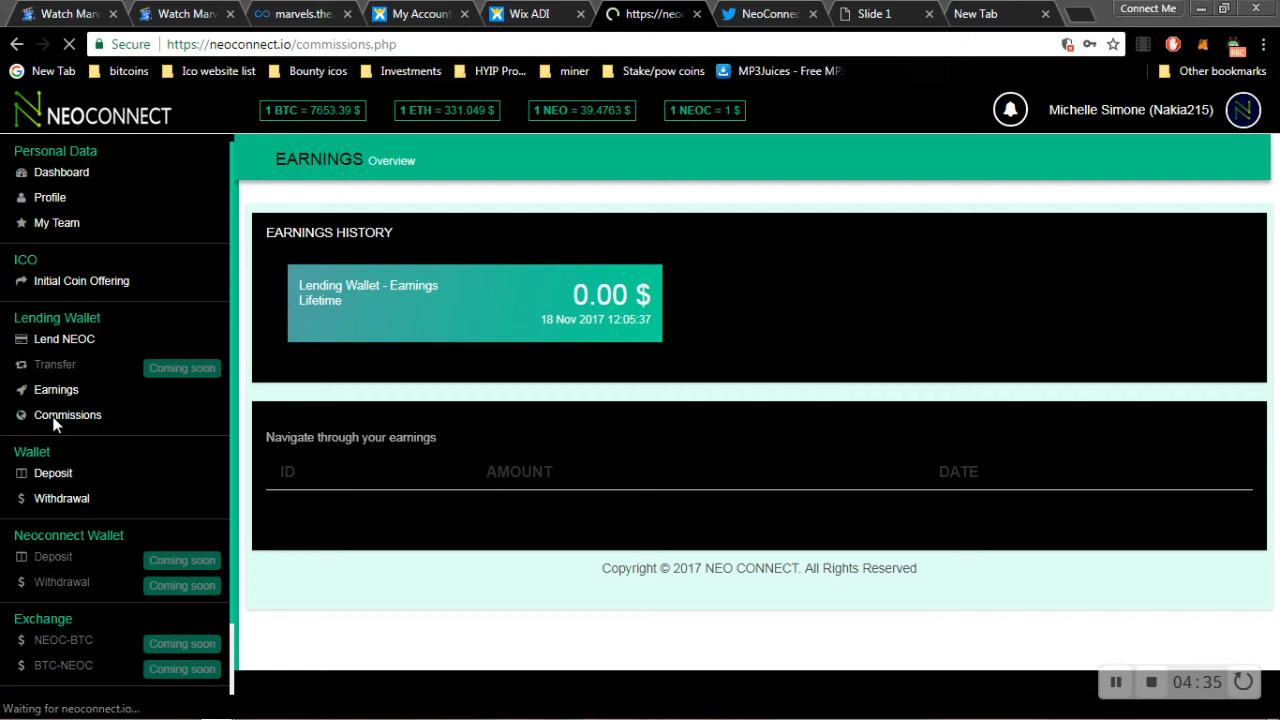 Watch Mar
Watch Mar
marvels.the
My Account
Wix ADI
https://neoc
NeoConnec
Slide 1
New Tab
Connect Me
Secure
https://neoconnect.io/commissions.php
REC
New Tab
bitcoins
Ico website list
Bounty icos
Investments
HYIP Pro...
miner
Stake/pow coins
MP3Juices - Free MP3
Other bookmarks
NEOCONNECT
1 BTC = 7653.39 $
1 ETH = 331.049 $
1 NEO = 39.4763 $
1 NEOC = 1 $
Michelle Simone (Nakia215)
Personal Data
Dashboard
Profile
My Team
ICO
Initial Coin Offering
Lending Wallet
Lend NEOC
Transfer
Coming soon
Earnings
Commissions
Wallet
Deposit
Withdrawal
Neoconnect Wallet
Deposit
Coming soon
Withdrawal
Coming soon
Exchange
NEOC-BTC
Coming soon
BTC-NEOC
Coming soon
Waiting for neoconnect.io...
EARNINGS Overview
EARNINGS HISTORY
Lending Wallet - Earnings
Lifetime
0.00 $
18 Nov 2017 12:05:37
Navigate through your earnings
ID AMOUNT DATE
Copyright © 2017 NEO CONNECT. All Rights Reserved
04:35